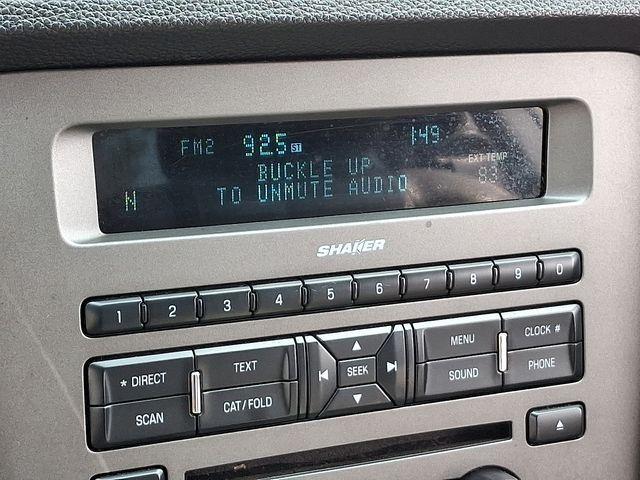 FM2 92.5 ST 1:49
BUCKLE UP
EXT TEMP
TO UNMUTE AUDIO
83
N
SHAKER
1 2 3 4 5 6 7 8 9 0
* DIRECT TEXT SEEK MENU CLOCK #
SCAN CAT/FOLD SOUND PHONE